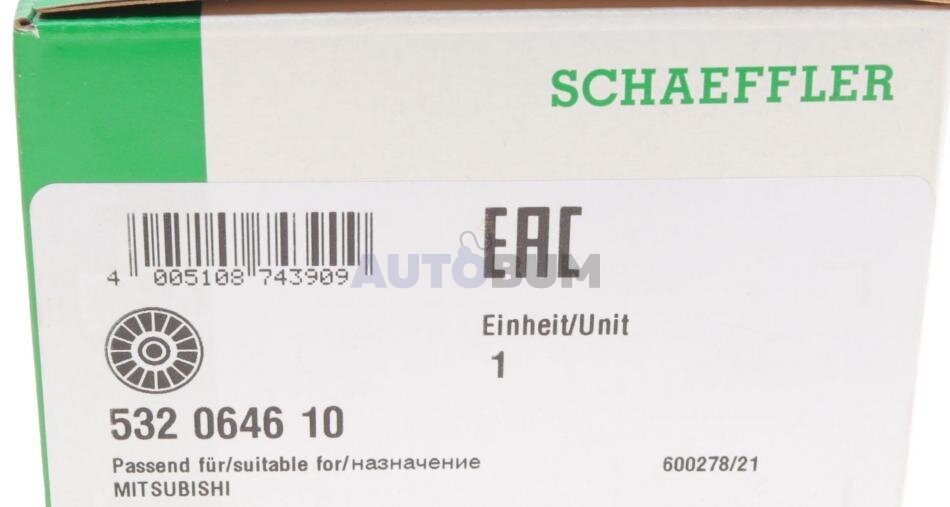 SCHAEFFLER
EAC
4 005108 743909
AUTOBUM
Einheit/Unit
1
532 0646 10
Passend für/suitable for/назначение
600278/21
MITSUBISHI